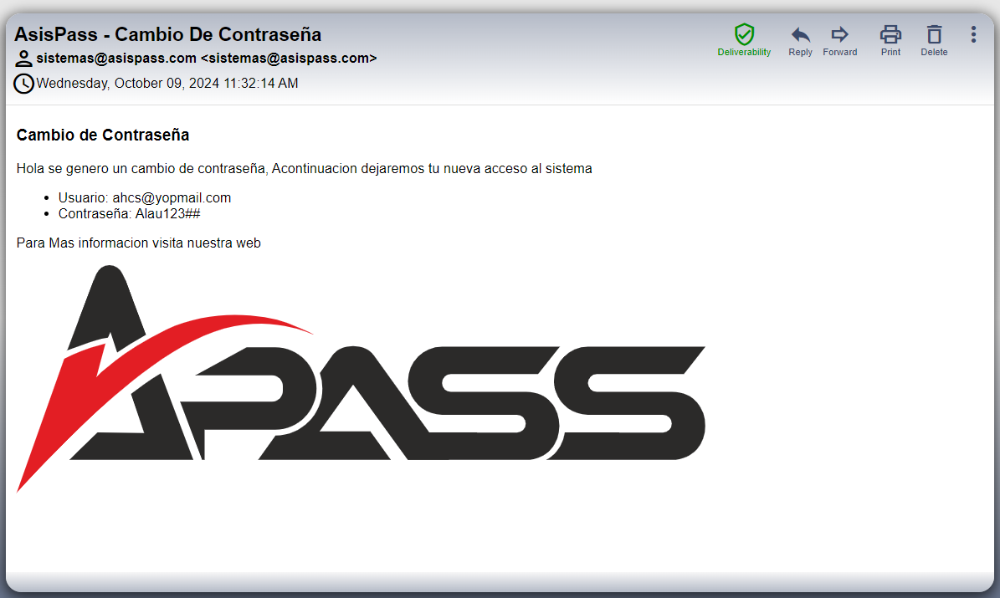 AsisPass - Cambio De Contraseña
Deliverability
Reply
Forward
Print
Delete
sistemas@asispass.com <sistemas@asispass.com>
Wednesday, October 09, 2024 11:32:14 AM
Cambio de Contraseña
Hola se genero un cambio de contraseña, Acontinuacion dejaremos tu nueva acceso al sistema
• Usuario: ahcs@yopmail.com
• Contraseña: Alau123##
Para Mas informacion visita nuestra web
APASS